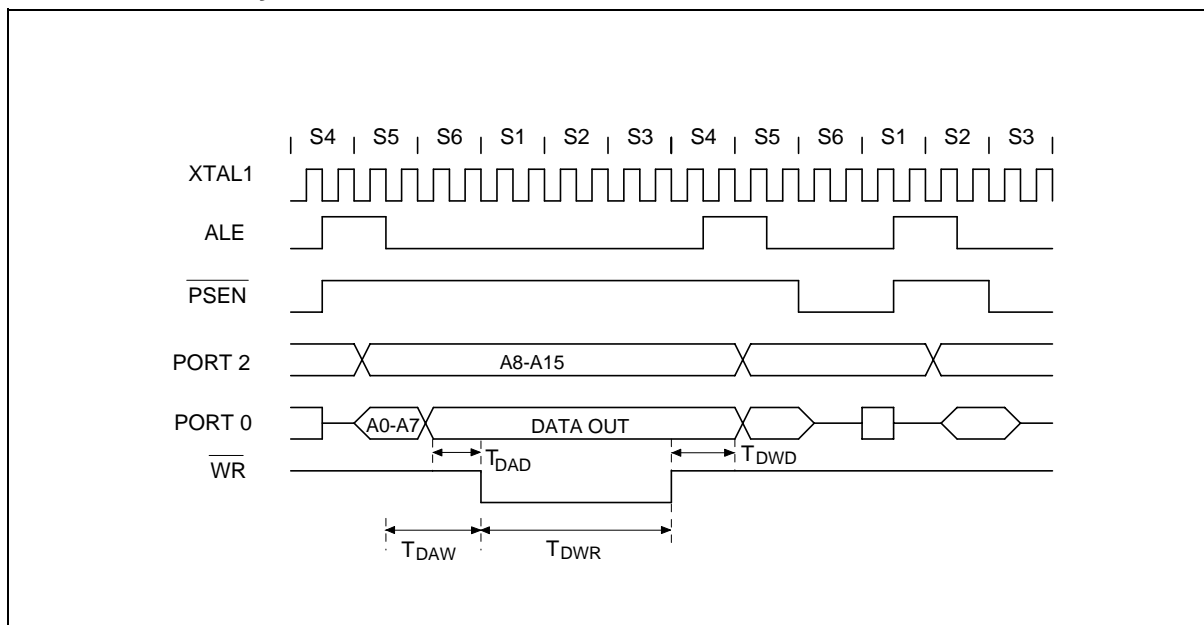 S4 S5 S6 S1 S2 S3 S4 S5 S6 S1 S2 S3
XTAL1
ALE
PSEN
PORT 2 A8-A15
PORT 0 A0-A7 DATA OUT
WR TDAD TDWD
TDAW TDWR